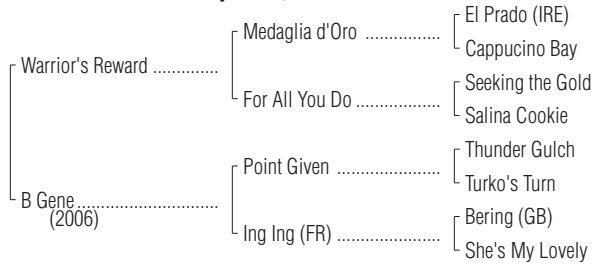 El Prado (IRE)
Medaglia d'Oro ................
Cappucino Bay
Warrior's Reward ..............
Seeking the Gold
For All You Do ..................
Salina Cookie
Thunder Gulch
Point Given ......................
Turko's Turn
B Gene..............................
(2006)
Bering (GB)
Ing Ing (FR) ......................
She's My Lovely